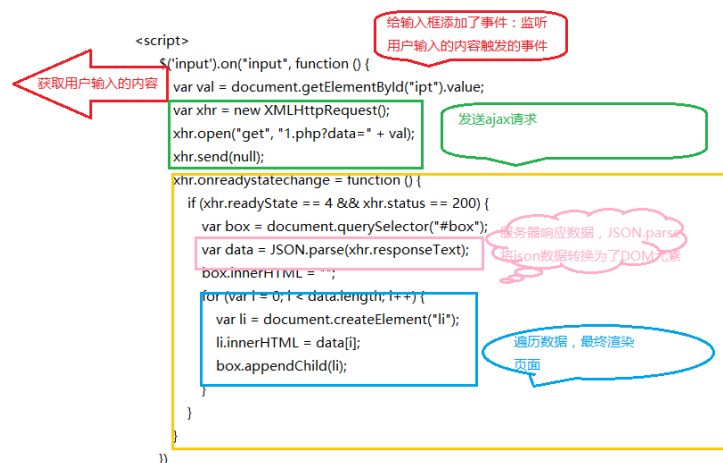 给输入框添加了事件：监听
用户输入的内容触发的事件
<script>
$('input').on("input", function () {
获取用户输入的内容
var val = document.getElementById("ipt").value;
var xhr = new XMLHttpRequest();
xhr.open("get", "1.php?data=" + val);
xhr.send(null);
发送ajax请求
xhr.onreadystatechange = function () {
if (xhr.readyState == 4 && xhr.status == 200) {
var box = document.querySelector("#box");
var data = JSON.parse(xhr.responseText);
服务器响应数据，JSON.parse
将json数据转换为了DOM元素
box.innerHTML = "";
for (var i = 0; i < data.length; i++) {
var li = document.createElement("li");
li.innerHTML = data[i];
box.appendChild(li);
遍历数据，最终渲染
页面
}
}
}
})